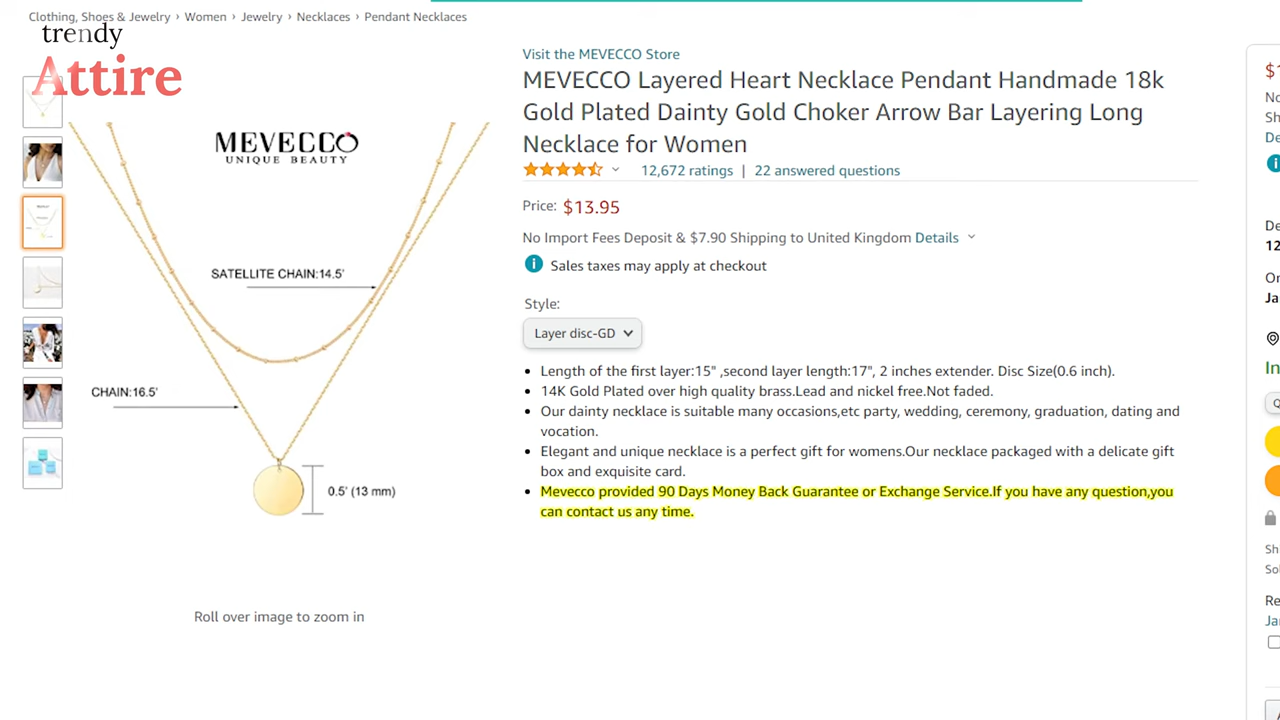 Clothing, Shoes & Jewelry › Women › Jewelry › Necklaces › Pendant Necklaces
trendy
Attire
MEVECCO
UNIQUE BEAUTY
SATELLITE CHAIN:14.5'
CHAIN:16.5'
0.5' (13 mm)
Roll over image to zoom in
Visit the MEVECCO Store
MEVECCO Layered Heart Necklace Pendant Handmade 18k
Gold Plated Dainty Gold Choker Arrow Bar Layering Long
Necklace for Women
12,672 ratings | 22 answered questions
Price: $13.95
No Import Fees Deposit & $7.90 Shipping to United Kingdom Details
Sales taxes may apply at checkout
Style:
Layer disc-GD
Length of the first layer:15" ,second layer length:17", 2 inches extender. Disc Size(0.6 inch).
14K Gold Plated over high quality brass.Lead and nickel free.Not faded.
Our dainty necklace is suitable many occasions,etc party, wedding, ceremony, graduation, dating and
vocation.
Elegant and unique necklace is a perfect gift for womens.Our necklace packaged with a delicate gift
box and exquisite card.
Mevecco provided 90 Days Money Back Guarantee or Exchange Service.If you have any question,you
can contact us any time.